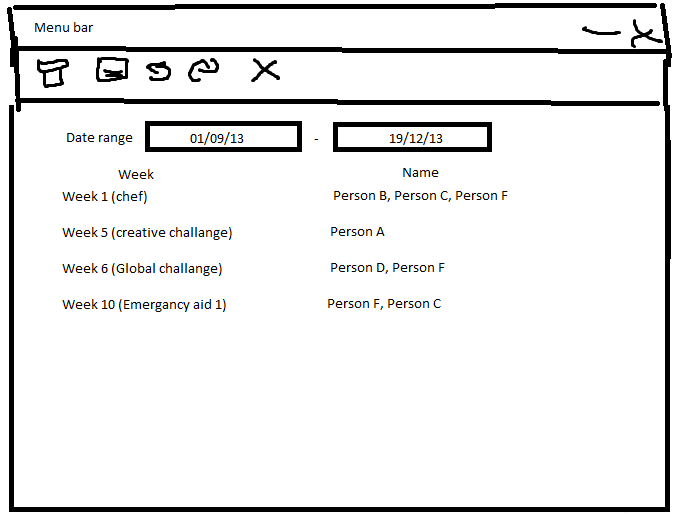 Menu bar
Date range 01/09/13 - 19/12/13
Week Name
Week 1 (chef) Person B, Person C, Person F
Week 5 (creative challange) Person A
Week 6 (Global challange) Person D, Person F
Week 10 (Emergancy aid 1) Person F, Person C